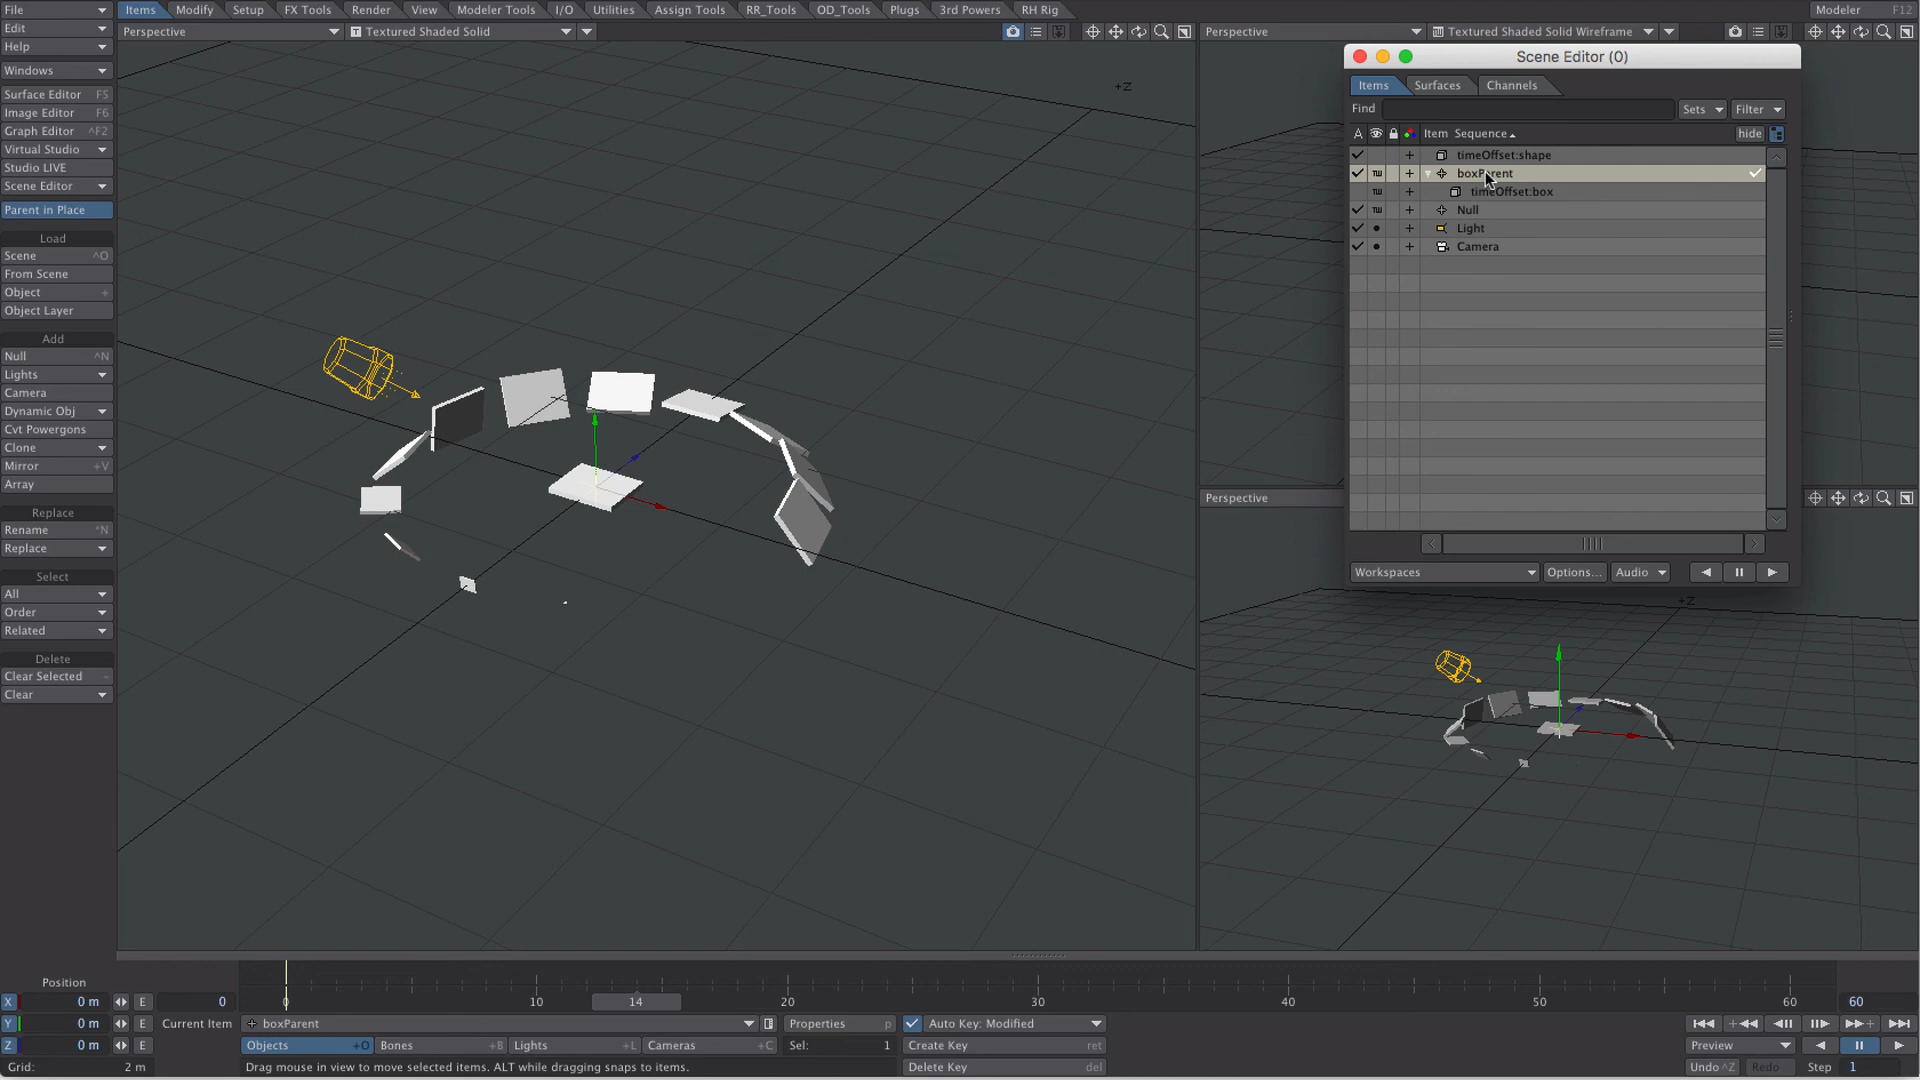 File
Items Modify Setup FX Tools Render View Modeler Tools I/O Utilities Assign Tools RR_Tools OD_Tools Plugs 3rd Powers RH Rig
Modeler F12
Edit
Help
Windows
Surface Editor F5
Image Editor F6
Graph Editor ^F2
Virtual Studio
Studio LIVE
Scene Editor
Parent in Place
Load
Scene ^O
From Scene
Object +
Object Layer
Add
Null ^N
Lights
Camera
Dynamic Obj
Cvt Powergons
Clone
Mirror +V
Array
Replace
Rename ^N
Replace
Select
All
Order
Related
Delete
Clear Selected -
Clear
Perspective Textured Shaded Solid
+Z
Perspective Textured Shaded Solid Wireframe
Scene Editor (0)
Items Surfaces Channels
Find Sets Filter
A Item Sequence hide
timeOffset:shape
boxParent
timeOffset:box
Null
Light
Camera
Workspaces Options... Audio
Perspective
+Z
Position
X 0 m E 0
Y 0 m E
Z 0 m E
Grid: 2 m
0 10 14 20 30 40 50 60 60
Current Item boxParent Properties p Auto Key: Modified
Objects +O Bones +B Lights +L Cameras +C Sel: 1 Create Key ret
Drag mouse in view to move selected items. ALT while dragging snaps to items. Delete Key del
Preview
Undo ^Z Redo Step 1